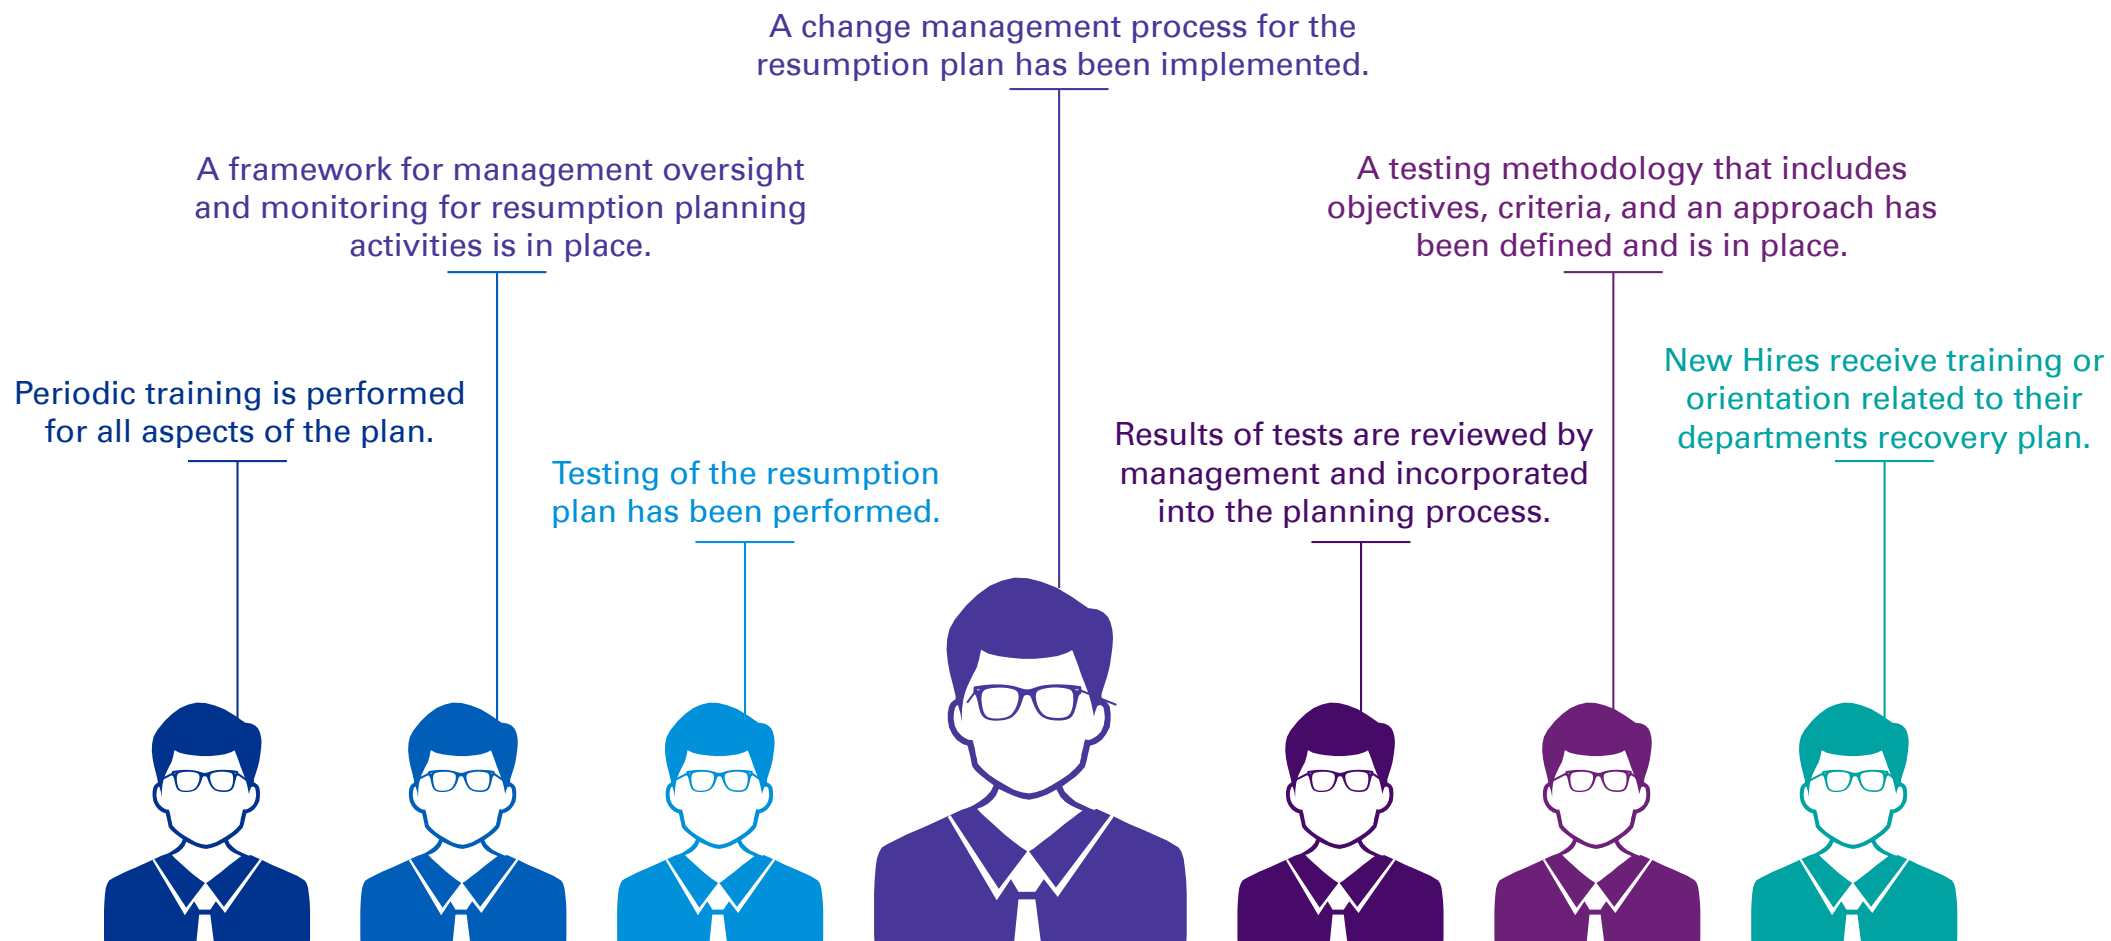 A change management process for the
resumption plan has been implemented.
A framework for management oversight
and monitoring for resumption planning
activities is in place.
A testing methodology that includes
objectives, criteria, and an approach has
been defined and is in place.
Periodic training is performed
for all aspects of the plan.
Testing of the resumption
plan has been performed.
Results of tests are reviewed by
management and incorporated
into the planning process.
New Hires receive training or
orientation related to their
departments recovery plan.